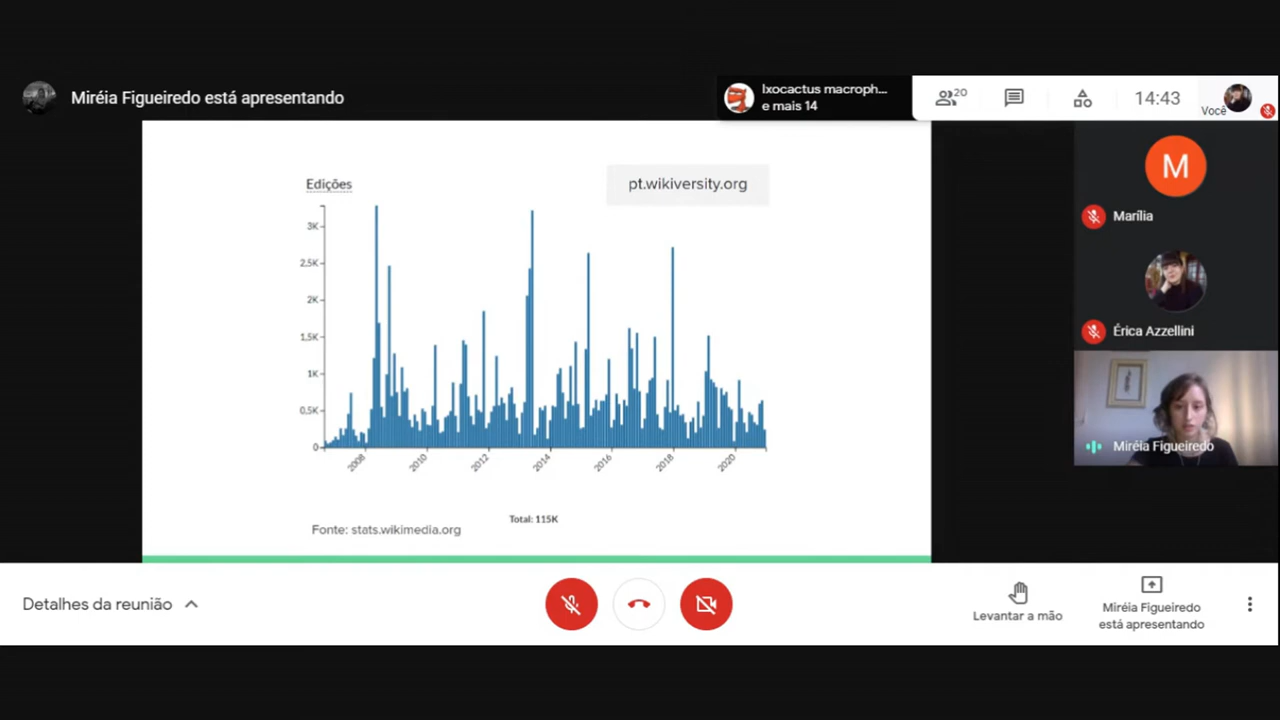 Miréia Figueiredo está apresentando
Ixocactus macroph...
e mais 14
20
14:43
Você
Edições
pt.wikiversity.org
3K
2.5K
2K
1.5K
1K
0.5K
0
2008
2010
2012
2014
2016
2018
2020
Total: 115K
Fonte: stats.wikimedia.org
M
Marília
Érica Azzellini
Miréia Figueiredo
Detalhes da reunião
Levantar a mão
Miréia Figueiredo
está apresentando